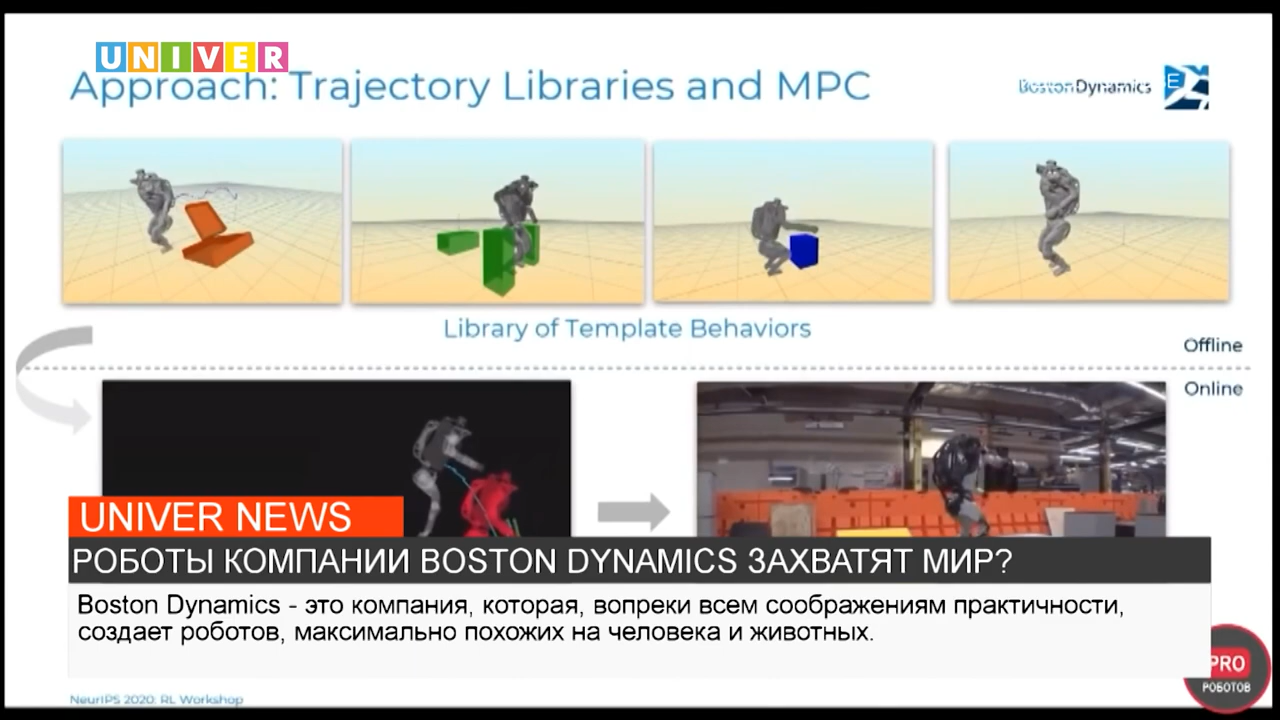 UNIVER
Approach: Trajectory Libraries and MPC
Boston Dynamics
Library of Template Behaviors
Offline
Online
UNIVER NEWS
РОБОТЫ КОМПАНИИ BOSTON DYNAMICS ЗАХВАТЯТ МИР?
Boston Dynamics - это компания, которая, вопреки всем соображениям практичности,
создает роботов, максимально похожих на человека и животных.
PRO
РОБОТОВ
NeurIPS 2020: RL Workshop